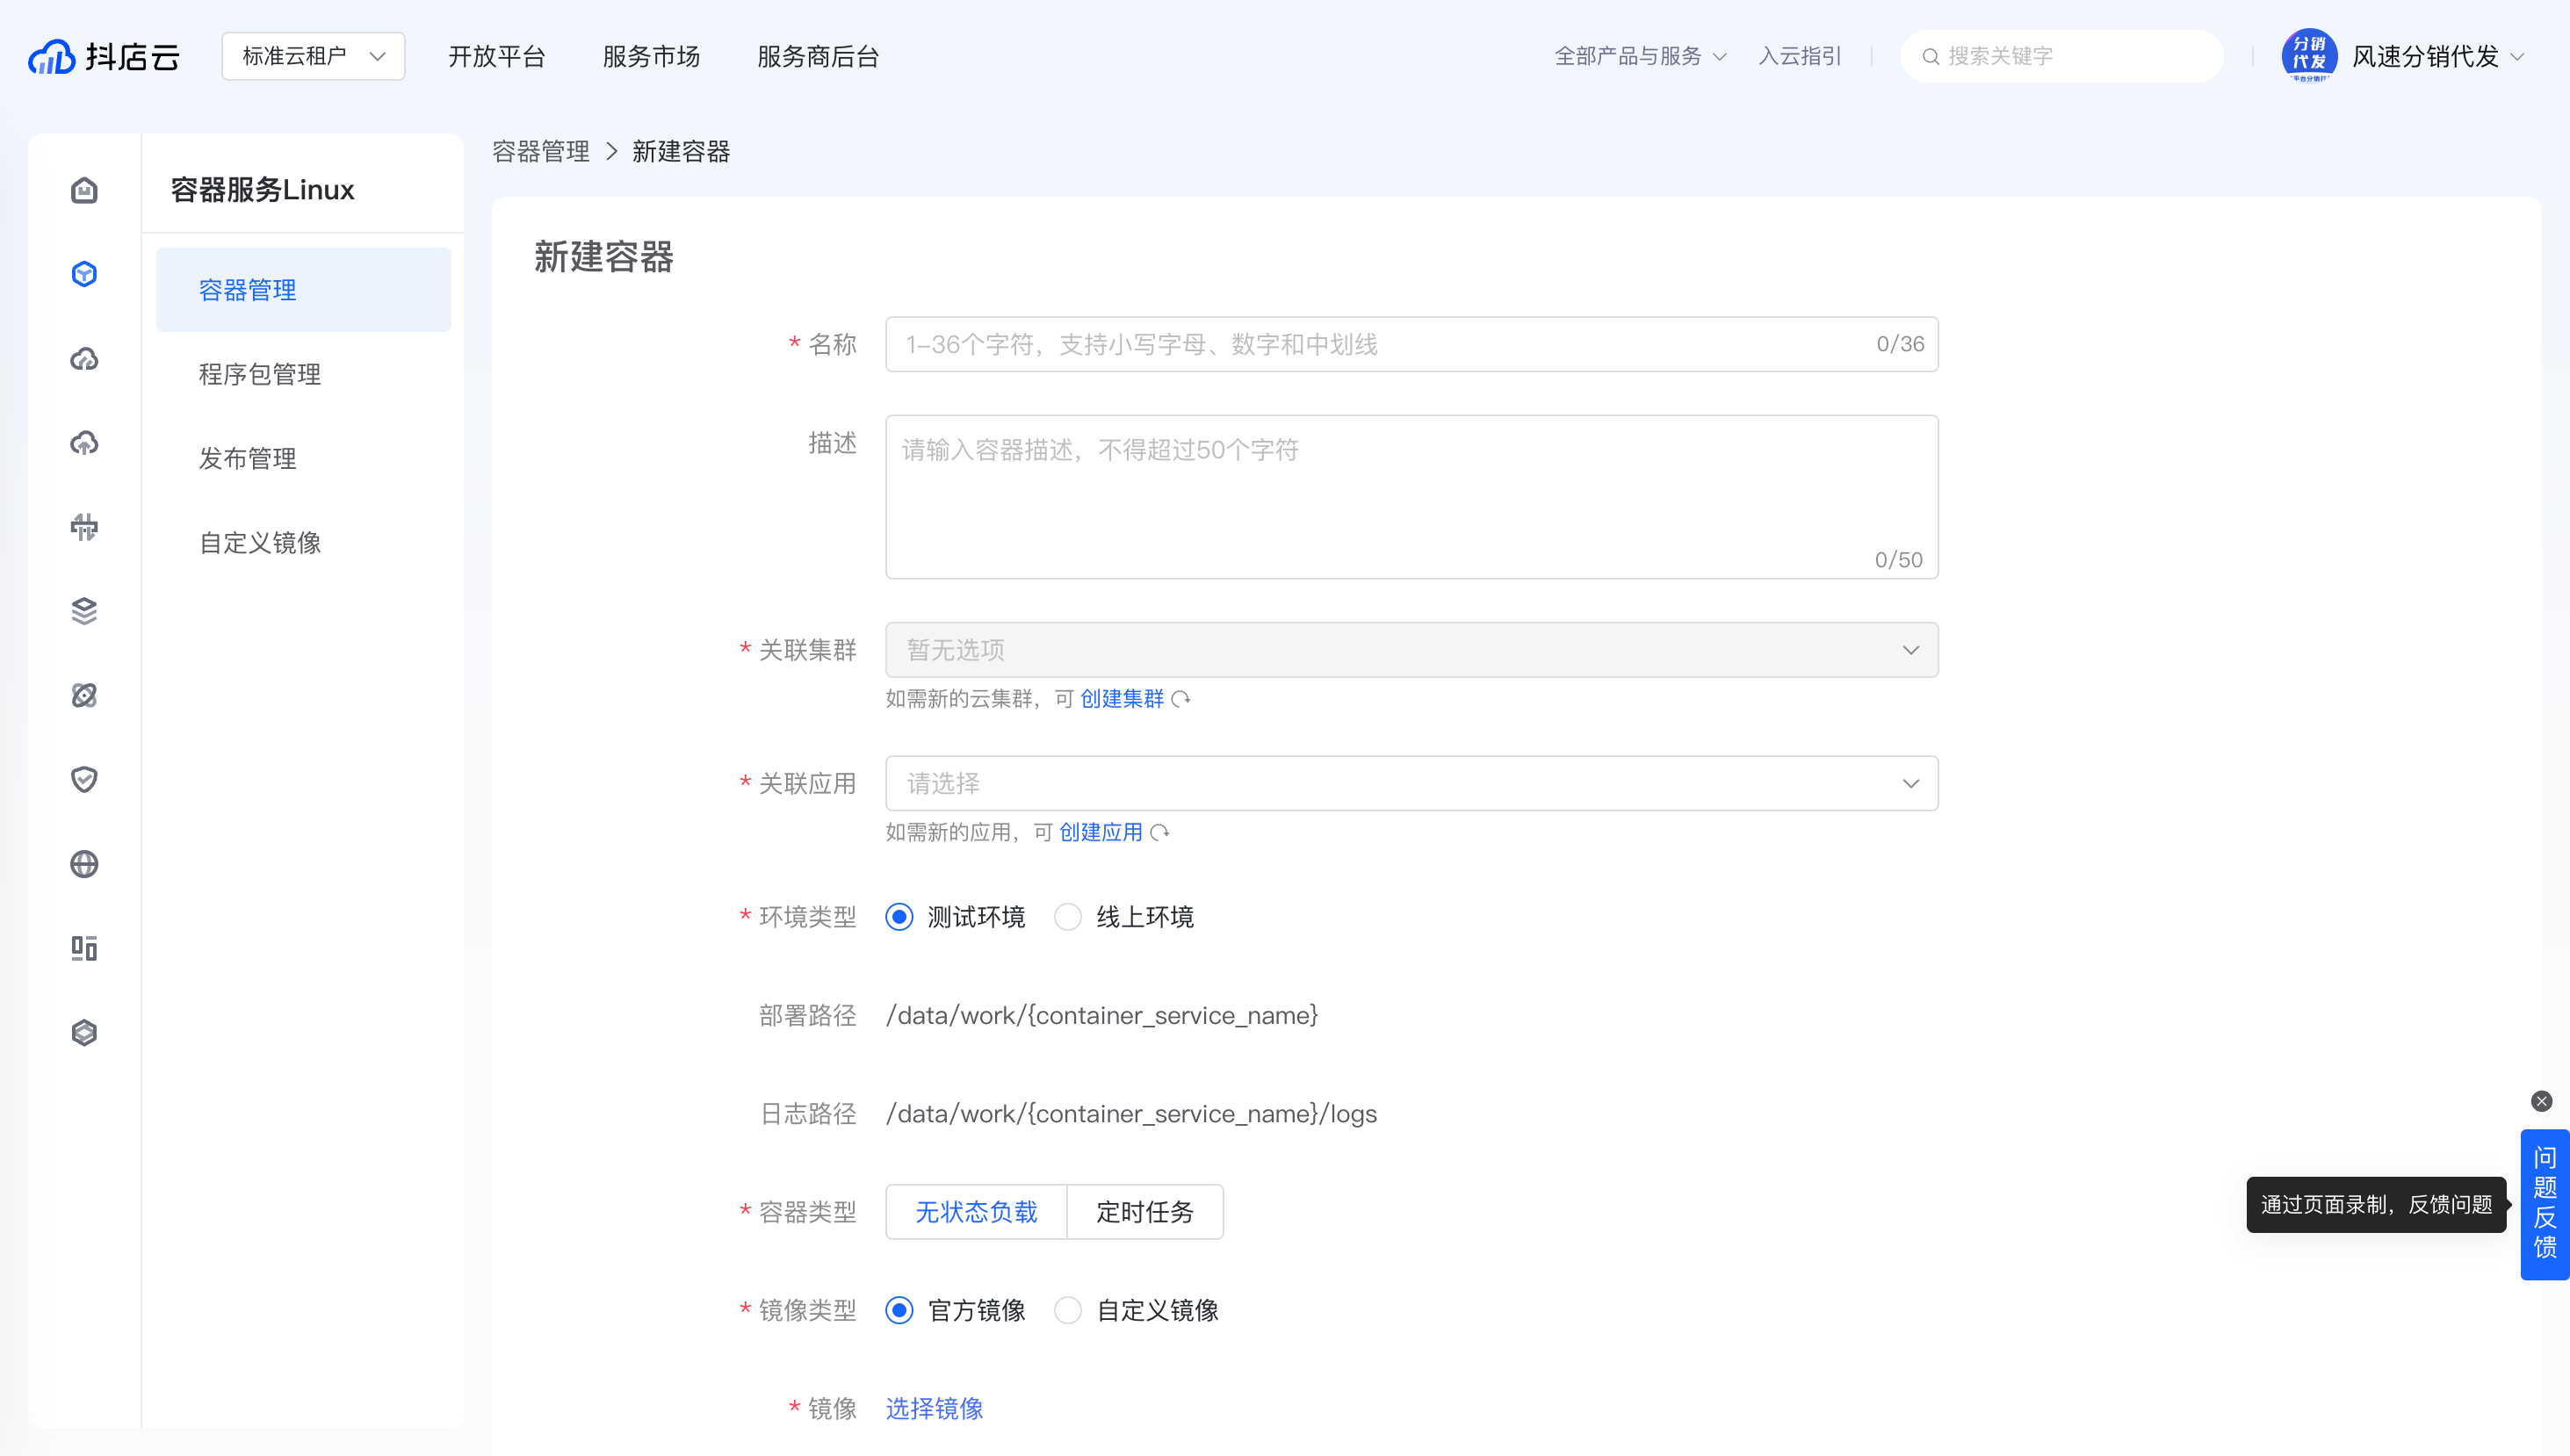 抖店云
标准云租户
开放平台
服务市场
服务商后台
全部产品与服务
入云指引
搜索关键字
分销
代发
风速分销代发
容器服务Linux
容器管理
程序包管理
发布管理
自定义镜像
容器管理 > 新建容器
新建容器
* 名称
1-36个字符，支持小写字母、数字和中划线
0/36
描述
请输入容器描述，不得超过50个字符
0/50
* 关联集群
暂无选项
如需新的云集群，可 创建集群
* 关联应用
请选择
如需新的应用，可 创建应用
* 环境类型
测试环境
线上环境
部署路径
/data/work/{container_service_name}
日志路径
/data/work/{container_service_name}/logs
* 容器类型
无状态负载
定时任务
* 镜像类型
官方镜像
自定义镜像
* 镜像
选择镜像
通过页面录制，反馈问题
问题反馈